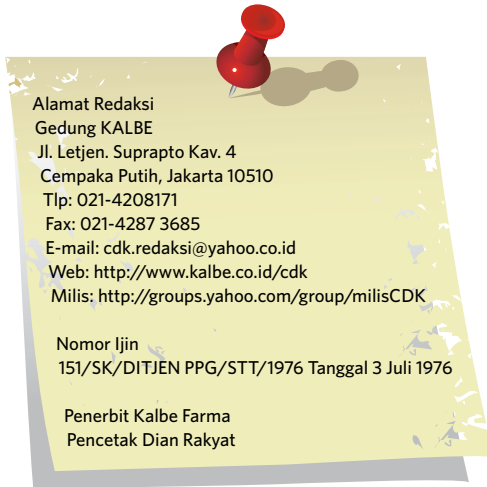 Alamat Redaksi
Gedung KALBE
Jl. Letjen. Suprapto Kav. 4
Cempaka Putih, Jakarta 10510
Tlp: 021-4208171
Fax: 021-4287 3685
E-mail: cdk.redaksi@yahoo.co.id
Web: http://www.kalbe.co.id/cdk
Milis: http://groups.yahoo.com/group/milisCDK
Nomor Ijin
151/SK/DITJEN PPG/STT/1976 Tanggal 3 Juli 1976
Penerbit Kalbe Farma
Pencetak Dian Rakyat